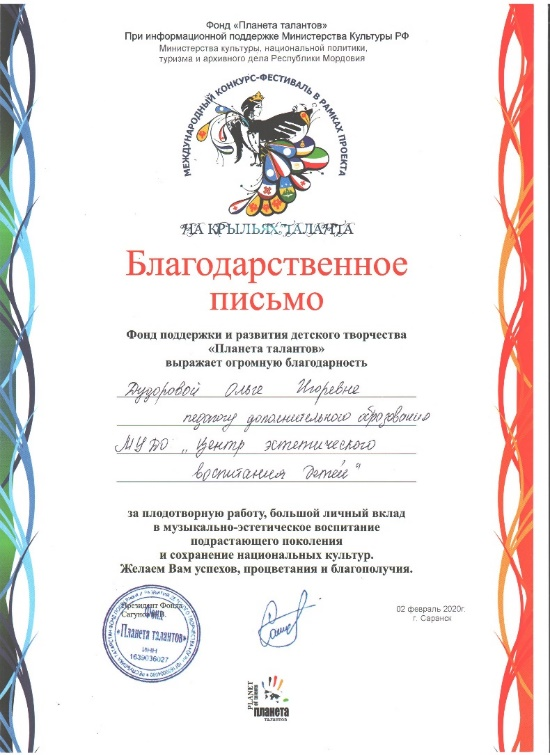 Фонд «Планета талантов»
При информационной поддержке Министерства Культуры РФ
Министерства культуры, национальной политики,
туризма и архивного дела Республики Мордовия
МЕЖДУНАРОДНЫЙ КОНКУРС-ФЕСТИВАЛЬ В РАМКАХ ПРОЕКТА
НА КРЫЛЬЯХ ТАЛАНТА
Благодарственное
письмо
Фонд поддержки и развития детского творчества
«Планета талантов»
выражает огромную благодарность
Дудоровой Ольге Игоревне
педагогу дополнительного образования
МУДО „Центр эстетического
воспитания детей"
за плодотворную работу, большой личный вклад
в музыкально-эстетическое воспитание
подрастающего поколения
и сохранение национальных культур.
Желаем Вам успехов, процветания и благополучия.
Президент Фонда
Фонд
«Планета талантов»
ИНН
1639036027
02 февраль 2020г.
г. Саранск
PLANET
of talents
планета
талантов